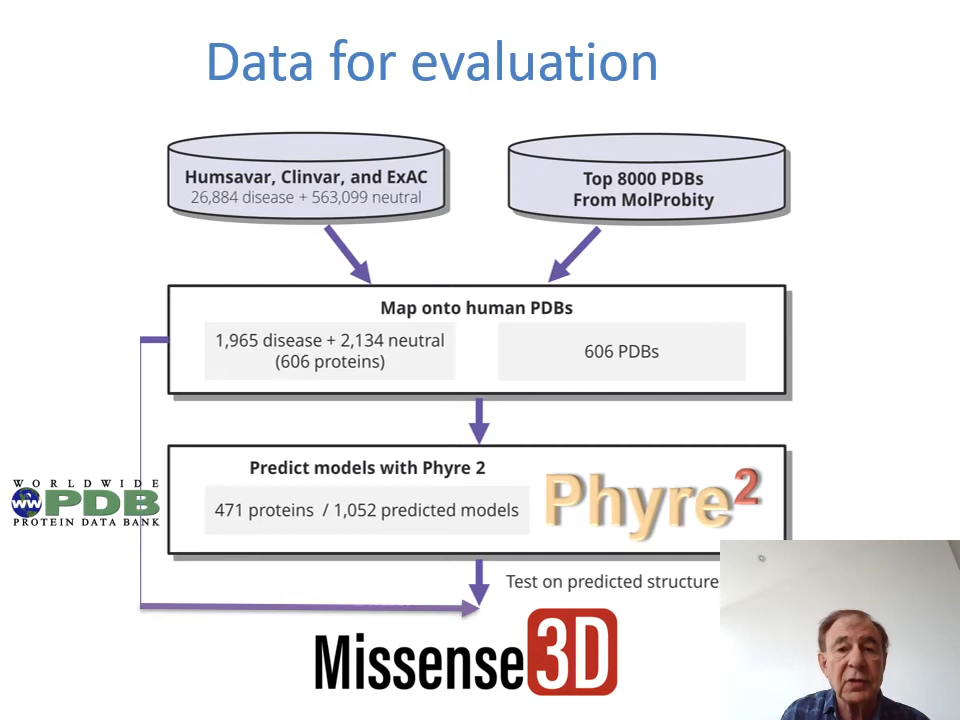 Data for evaluation
Humsavar, Clinvar, and ExAC
26,884 disease + 563,099 neutral
Top 8000 PDBs
From MolProbity
Map onto human PDBs
1,965 disease + 2,134 neutral
(606 proteins)
606 PDBs
Predict models with Phyre 2
471 proteins / 1,052 predicted models
Phyre2
WORLDWIDE
WW PDB
PROTEIN DATA BANK
Test on predicted structure
Missense3D